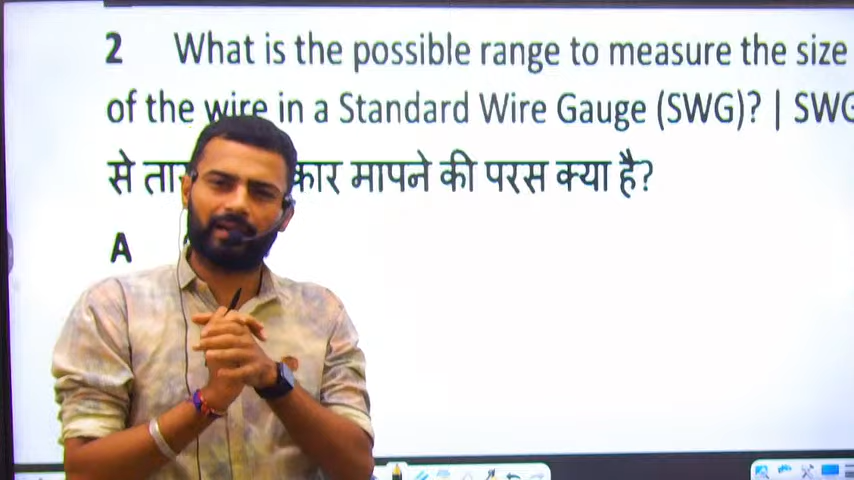 2 What is the possible range to measure the size
of the wire in a Standard Wire Gauge (SWG)? | SWG
से मापने की परस क्या है?
A